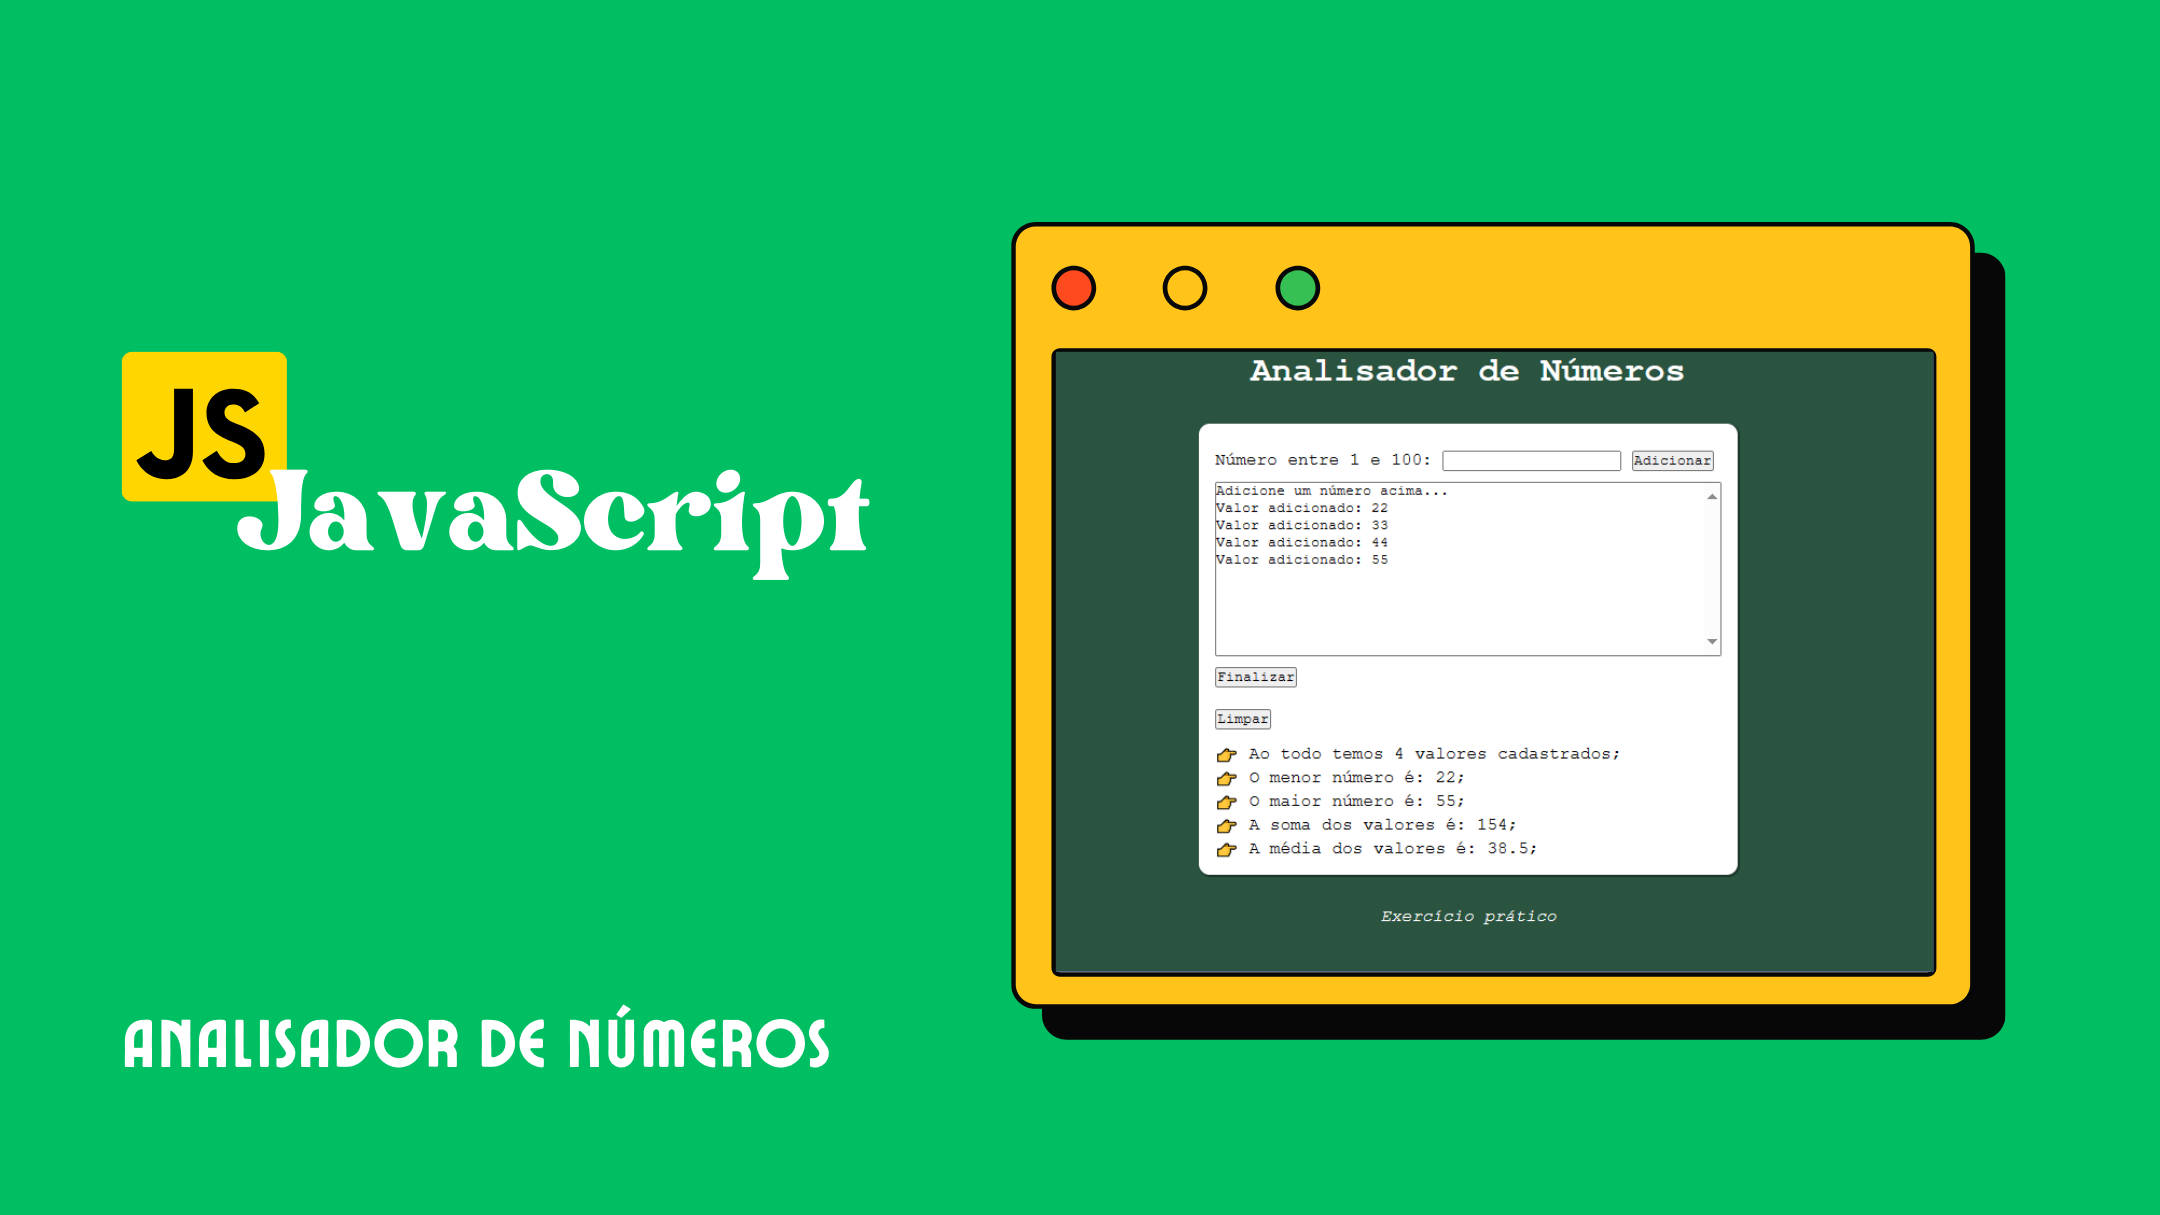 JS
JavaScript
ANALISADOR DE NÚMEROS
Analisador de Números
Número entre 1 e 100: Adicionar
Adicione um número acima...
Valor adicionado: 22
Valor adicionado: 33
Valor adicionado: 44
Valor adicionado: 55
Finalizar
Limpar
👉 Ao todo temos 4 valores cadastrados;
👉 O menor número é: 22;
👉 O maior número é: 55;
👉 A soma dos valores é: 154;
👉 A média dos valores é: 38.5;
Exercício prático